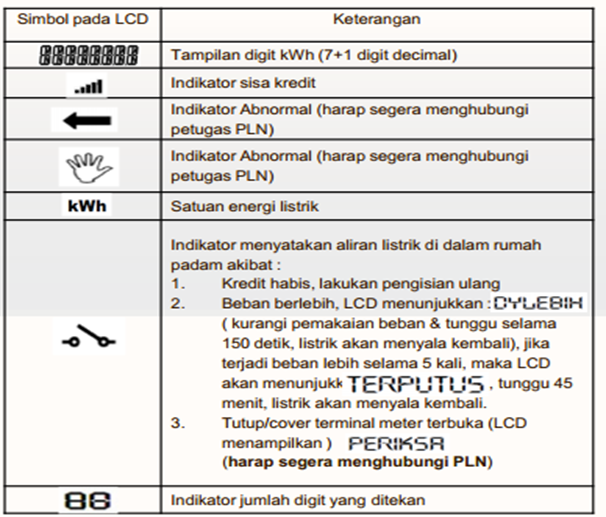 Simbol pada LCD
Keterangan
88888888
Tampilan digit kWh (7+1 digit decimal)
Indikator sisa kredit
Indikator Abnormal (harap segera menghubungi
petugas PLN)
Indikator Abnormal (harap segera menghubungi
petugas PLN)
kWh
Satuan energi listrik
Indikator menyatakan aliran listrik di dalam rumah
padam akibat :
1. Kredit habis, lakukan pengisian ulang
2. Beban berlebih, LCD menunjukkan : DYLEBIH
( kurangi pemakaian beban & tunggu selama
150 detik, listrik akan menyala kembali), jika
terjadi beban lebih selama 5 kali, maka LCD
akan menunjukk TERPUTUS , tunggu 45
menit, listrik akan menyala kembali.
3. Tutup/cover terminal meter terbuka (LCD
menampilkan ) PERIKSA
(harap segera menghubungi PLN)
88
Indikator jumlah digit yang ditekan